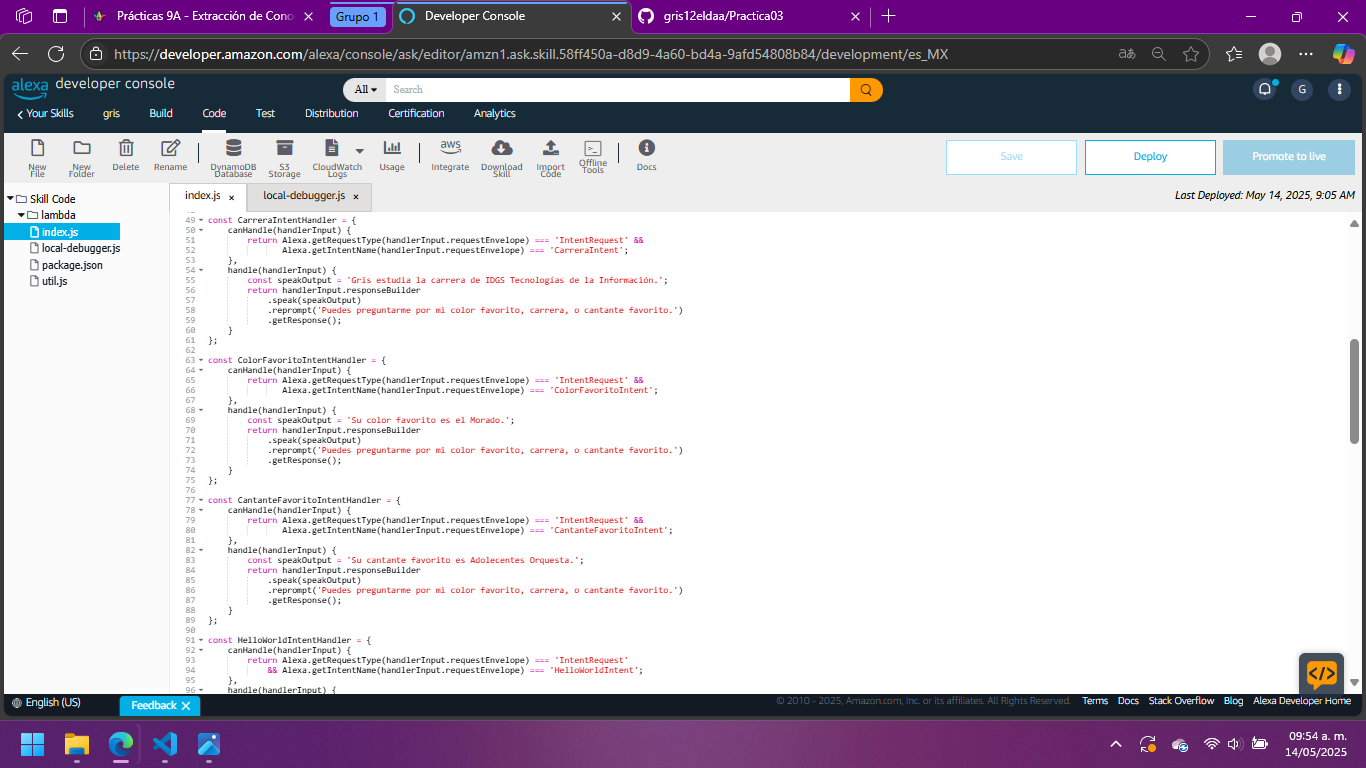 Prácticas 9A - Extracción de Cono
Grupo 1
Developer Console
gris12eldaa/Practica03
https://developer.amazon.com/alexa/console/ask/editor/amzn1.ask.skill.58ff450a-d8d9-4a60-bd4a-9afd54808b84/development/es_MX
alexa developer console
All
Search
G
Your Skills
gris
Build
Code
Test
Distribution
Certification
Analytics
New File
New Folder
Delete
Rename
DynamoDB Database
S3 Storage
CloudWatch Logs
Usage
aws
Integrate
Download Skill
Import Code
Offline Tools
Docs
Save
Deploy
Promote to live
Skill Code
lambda
index.js
local-debugger.js
package.json
util.js
index.js
local-debugger.js
Last Deployed: May 14, 2025, 9:05 AM
49 const CarreraIntentHandler = {
50 canHandle(handlerInput) {
51 return Alexa.getRequestType(handlerInput.requestEnvelope) === 'IntentRequest' &&
52 Alexa.getIntentName(handlerInput.requestEnvelope) === 'CarreraIntent';
53 },
54 handle(handlerInput) {
55 const speakOutput = 'Gris estudia la carrera de IDGS Tecnologías de la Información.';
56 return handlerInput.responseBuilder
57 .speak(speakOutput)
58 .reprompt('Puedes preguntarme por mi color favorito, carrera, o cantante favorito.')
59 .getResponse();
60 }
61 };
62
63 const ColorFavoritoIntentHandler = {
64 canHandle(handlerInput) {
65 return Alexa.getRequestType(handlerInput.requestEnvelope) === 'IntentRequest' &&
66 Alexa.getIntentName(handlerInput.requestEnvelope) === 'ColorFavoritoIntent';
67 },
68 handle(handlerInput) {
69 const speakOutput = 'Su color favorito es el Morado.';
70 return handlerInput.responseBuilder
71 .speak(speakOutput)
72 .reprompt('Puedes preguntarme por mi color favorito, carrera, o cantante favorito.')
73 .getResponse();
74 }
75 };
76
77 const CantanteFavoritoIntentHandler = {
78 canHandle(handlerInput) {
79 return Alexa.getRequestType(handlerInput.requestEnvelope) === 'IntentRequest' &&
80 Alexa.getIntentName(handlerInput.requestEnvelope) === 'CantanteFavoritoIntent';
81 },
82 handle(handlerInput) {
83 const speakOutput = 'Su cantante favorito es Adolecentes Orquesta.';
84 return handlerInput.responseBuilder
85 .speak(speakOutput)
86 .reprompt('Puedes preguntarme por mi color favorito, carrera, o cantante favorito.')
87 .getResponse();
88 }
89 };
90
91 const HelloWorldIntentHandler = {
92 canHandle(handlerInput) {
93 return Alexa.getRequestType(handlerInput.requestEnvelope) === 'IntentRequest'
94 && Alexa.getIntentName(handlerInput.requestEnvelope) === 'HelloWorldIntent';
95 },
96 handle(handlerInput) {
English (US)
Feedback
© 2010 - 2025, Amazon.com, Inc. or its affiliates. All Rights Reserved.
Terms
Docs
Stack Overflow
Blog
Alexa Developer Home
09:54 a. m.
14/05/2025